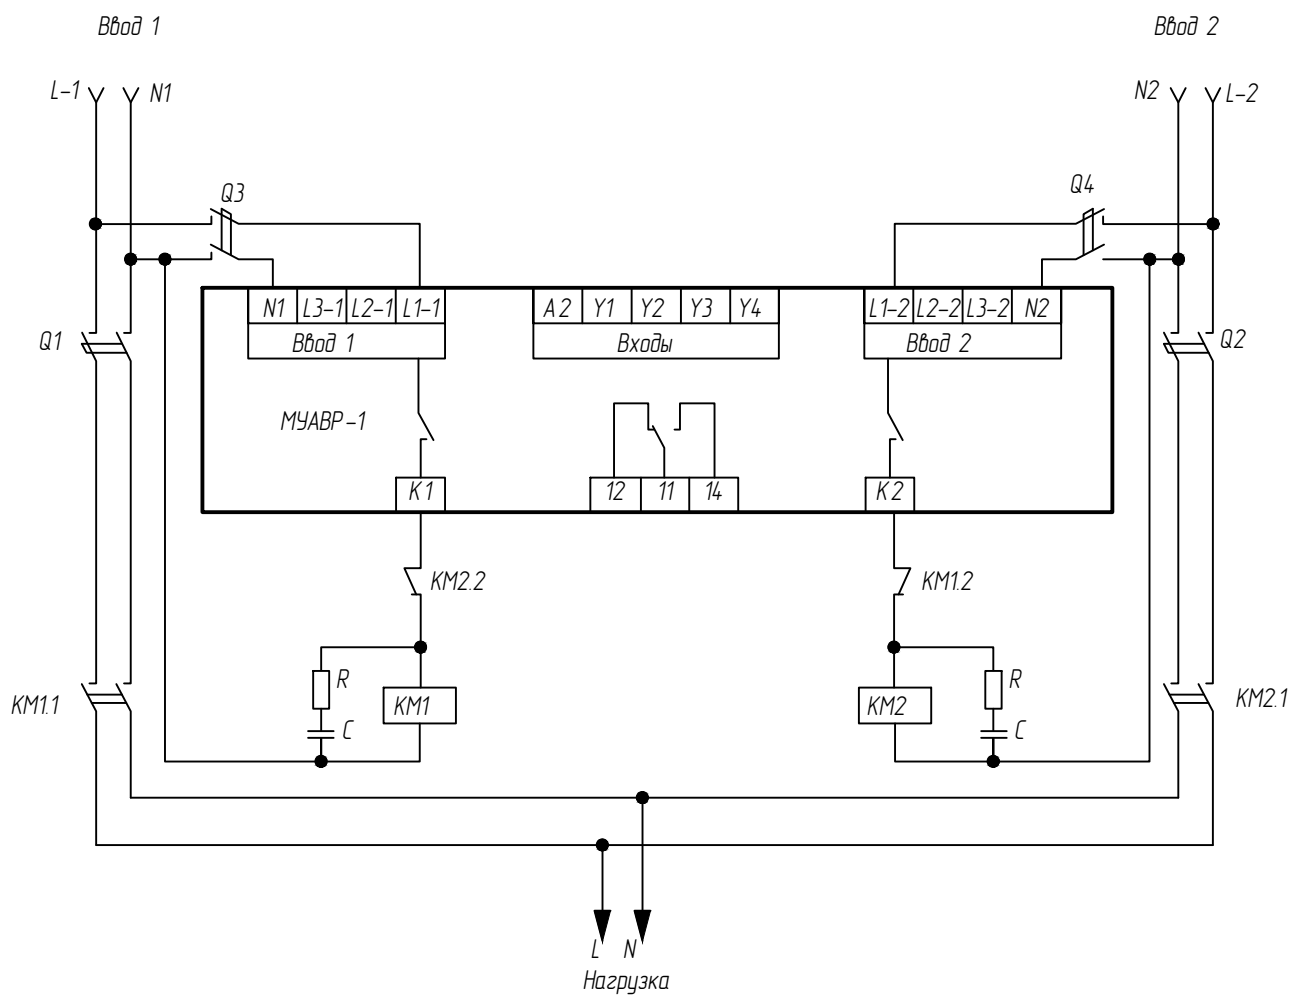 Ввод 1 Ввод 2
L-1 N1 N2 L-2
Q3 Q4
N1 L3-1 L2-1 L1-1 A2 Y1 Y2 Y3 Y4 L1-2 L2-2 L3-2 N2
Q1 Ввод 1 Входы Ввод 2 Q2
МУАВР-1
K1 12 11 14 K2
KM2.2 KM1.2
R R
KM1.1 KM1 KM2 KM2.1
C C
L N
Нагрузка